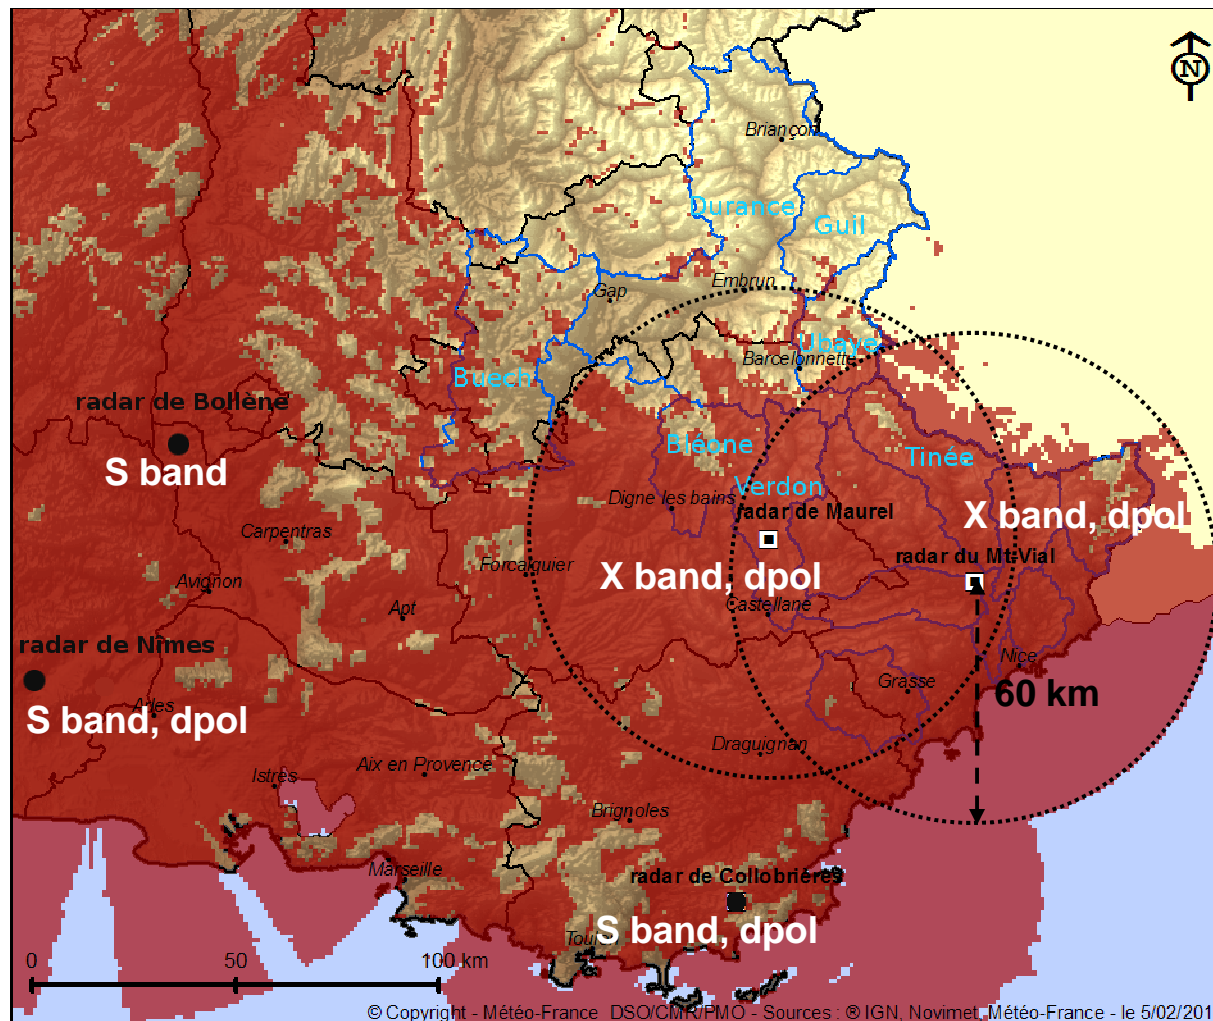 N
Briançon
Durance
Guil
Embrun
Gap
Ubaye
Barcelonnette
Buech
radar de Bollène
S band
Bléone
Tinée
Verdon
Digne les bains
radar de Maurel
X band, dpol
Carpentras
radar du Mt Vial
Forcalquier
X band, dpol
Avignon
Apt
Castellane
radar de Nîmes
Nice
Grasse
60 km
Arles
S band, dpol
Draguignan
Istres
Aix en Provence
Brignoles
Marseille
radar de Collobrières
S band, dpol
0 50 100 km
© Copyright - Météo-France DSO/CMR/PMO - Sources : ® IGN, Novimet, Météo-France - le 5/02/201